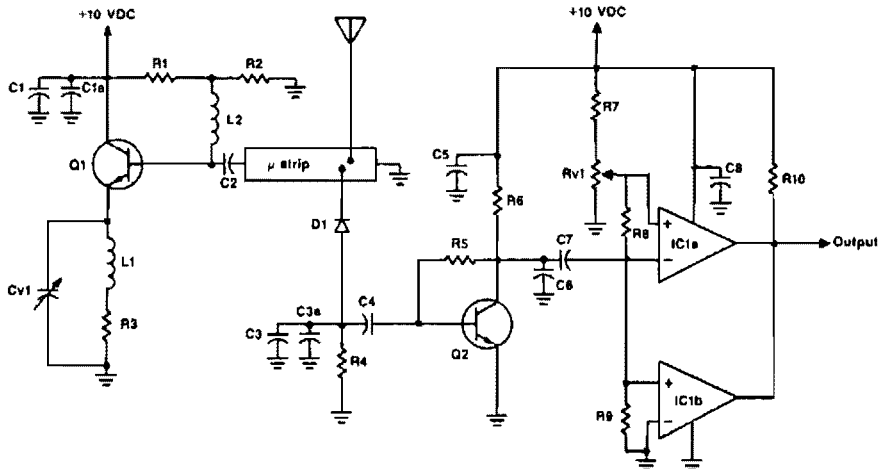 +10 VDC
+10 VDC
R1
R2
C1
C1a
L2
Q1
C2
μ strip
D1
L1
Cv1
R3
C3
C3a
C4
R4
C5
R5
R6
Q2
C7
C6
R7
Rv1
R8
C8
R10
+
IC1a
−
Output
+
IC1b
−
R9